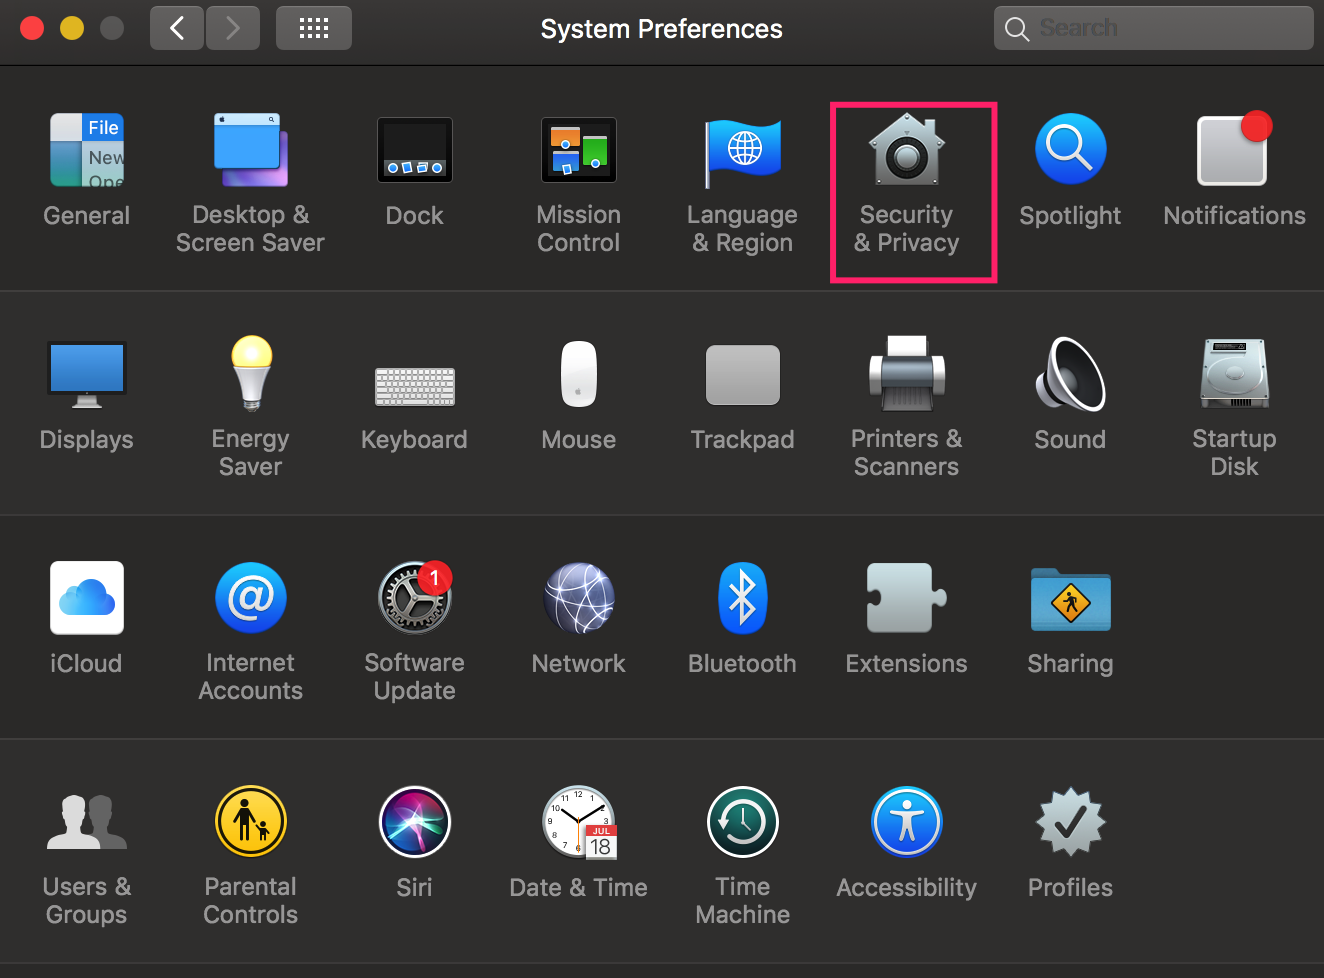 System Preferences
Search
File
New
Ope
General
Desktop &
Screen Saver
Dock
Mission
Control
Language
& Region
Security
& Privacy
Spotlight
Notifications
Displays
Energy
Saver
Keyboard
Mouse
Trackpad
Printers &
Scanners
Sound
Startup
Disk
iCloud
@
Internet
Accounts
1
Software
Update
Network
Bluetooth
Extensions
Sharing
Users &
Groups
Parental
Controls
Siri
11 12 1
10 2
9 3
8
7 6
JUL
18
Date & Time
Time
Machine
Accessibility
Profiles